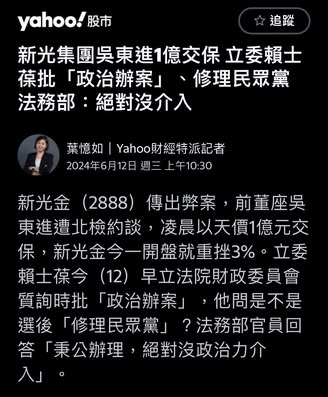 yahoo!股市
☆ 追蹤
新光集團吳東進1億交保 立委賴士
葆批「政治辦案」、修理民眾黨
法務部：絕對沒介入
葉憶如｜Yahoo財經特派記者
2024年6月12日 週三 上午10:30
新光金（2888）傳出弊案，前董座吳
東進遭北檢約談，凌晨以天價1億元交
保，新光金今一開盤就重挫3%。立委
賴士葆今（12）早立法院財政委員會
質詢時批「政治辦案」，他問是不是
選後「修理民眾黨」？法務部官員回
答「秉公辦理，絕對沒政治力介
入」。